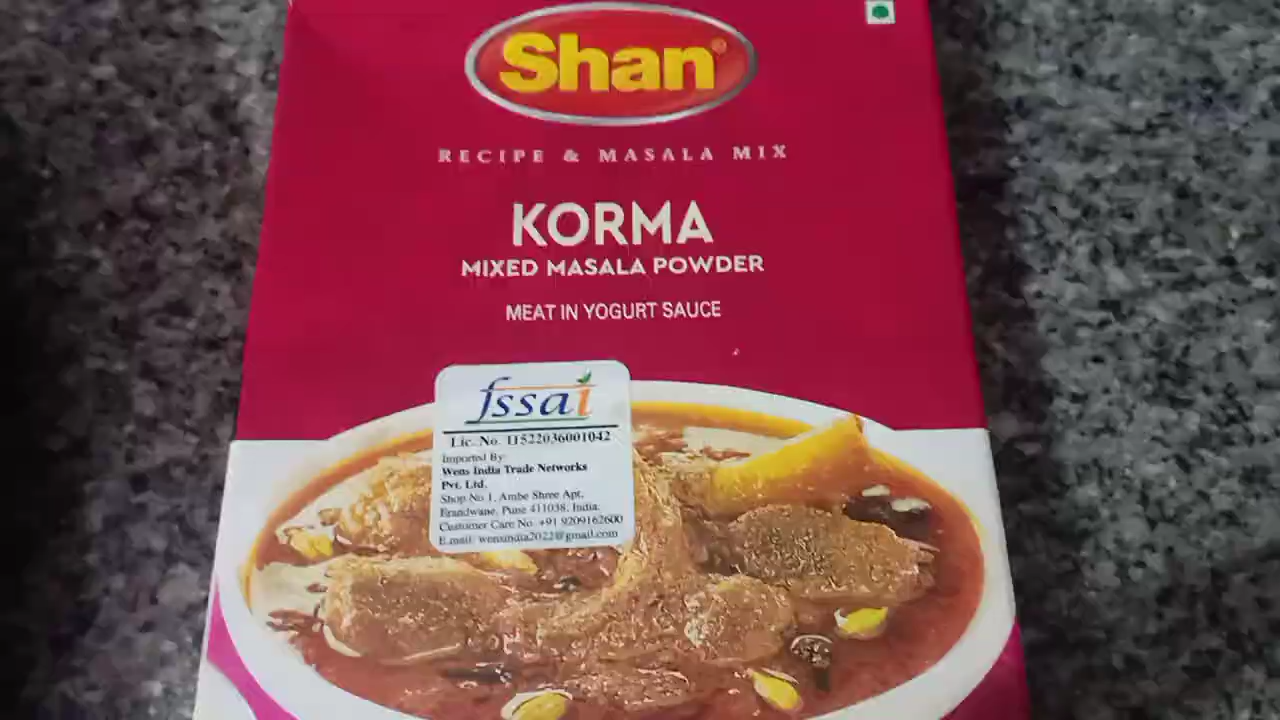 Shan®
RECIPE & MASALA MIX
KORMA
MIXED MASALA POWDER
MEAT IN YOGURT SAUCE
fssai
Lic. No. 11522036001042
Imported By:
Wens India Trade Networks
Pvt. Ltd.
Shop No 1, Ambe Shree Apt,
Erandwane, Pune 411038, India.
Customer Care No. +91 9209162600
E.mail: wensindia2022@gmail.com